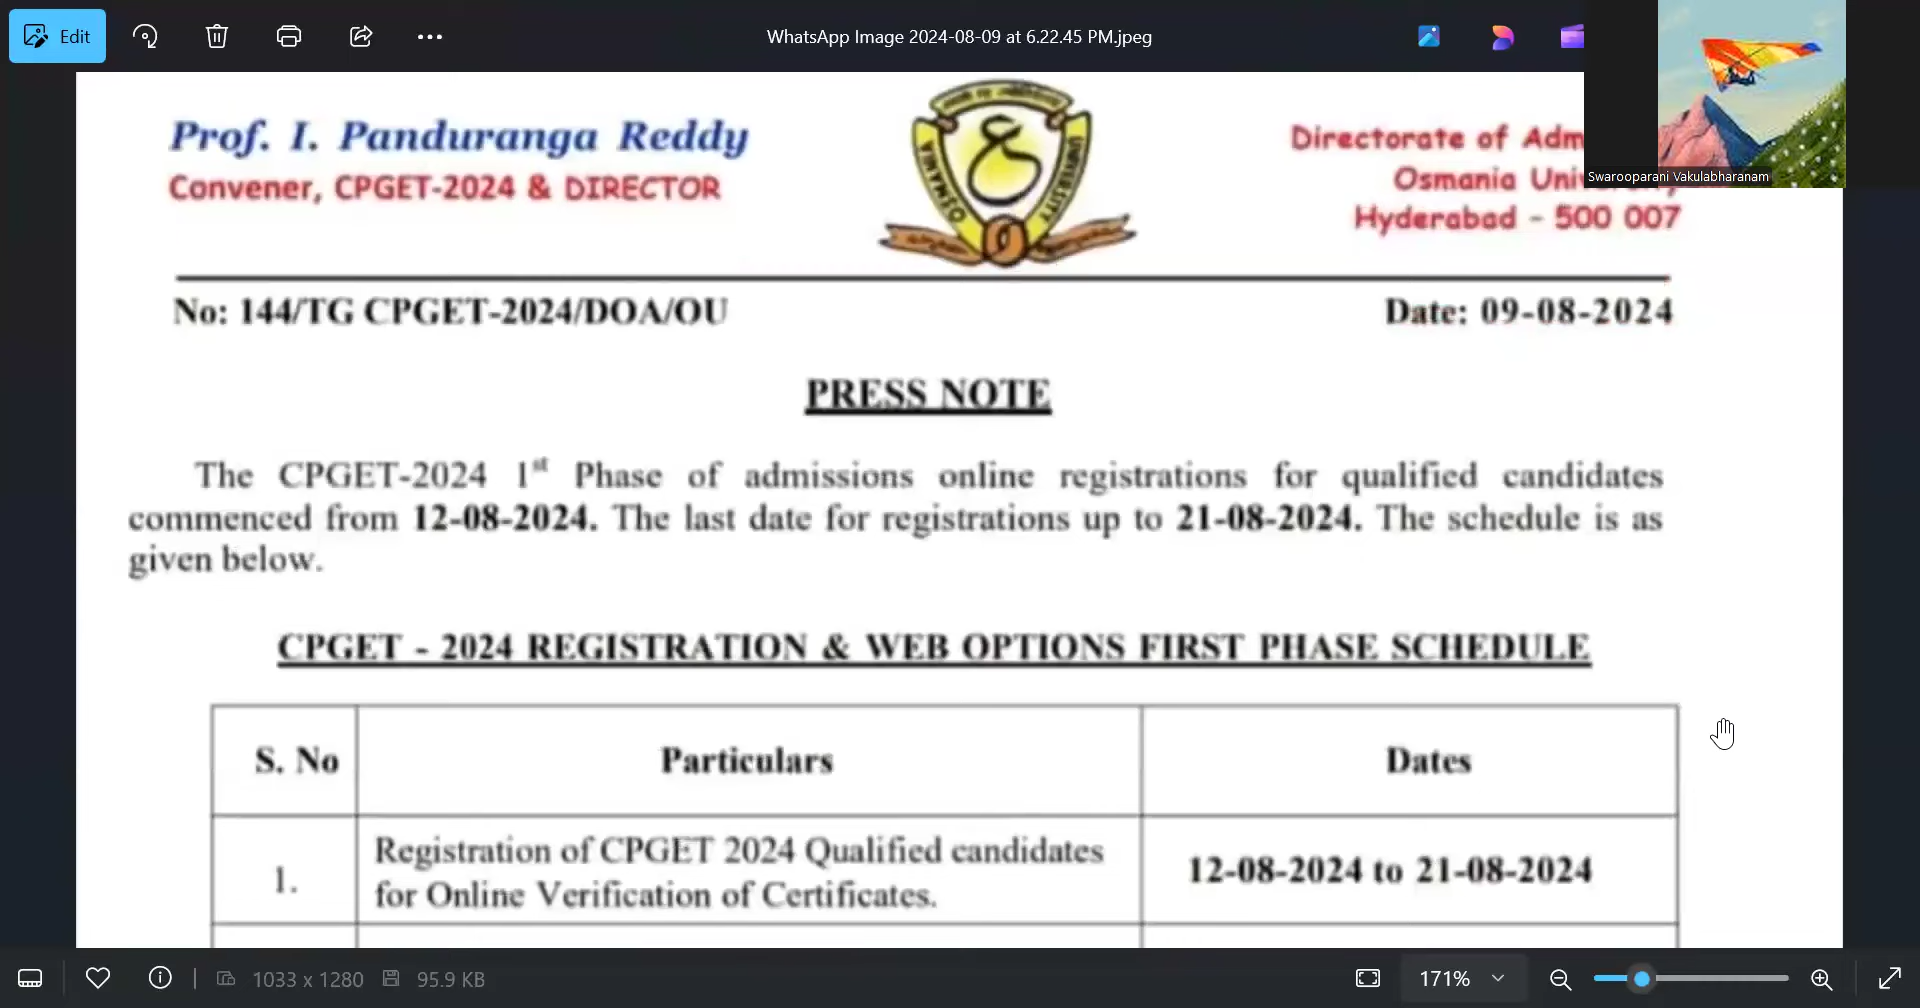 Edit
WhatsApp Image 2024-08-09 at 6.22.45 PM.jpeg
Swarooparani Vakulabharanam
Prof. I. Panduranga Reddy
Convener, CPGET-2024 & DIRECTOR
OSMANIA UNIVERSITY
Directorate of Adm
Osmania Uni
Hyderabad - 500 007
No: 144/TG CPGET-2024/DOA/OU
Date: 09-08-2024
PRESS NOTE
The CPGET-2024 1st Phase of admissions online registrations for qualified candidates
commenced from 12-08-2024. The last date for registrations up to 21-08-2024. The schedule is as
given below.
CPGET - 2024 REGISTRATION & WEB OPTIONS FIRST PHASE SCHEDULE
S. No Particulars Dates
1. Registration of CPGET 2024 Qualified candidates
for Online Verification of Certificates.
12-08-2024 to 21-08-2024
1033 x 1280 95.9 KB 171%